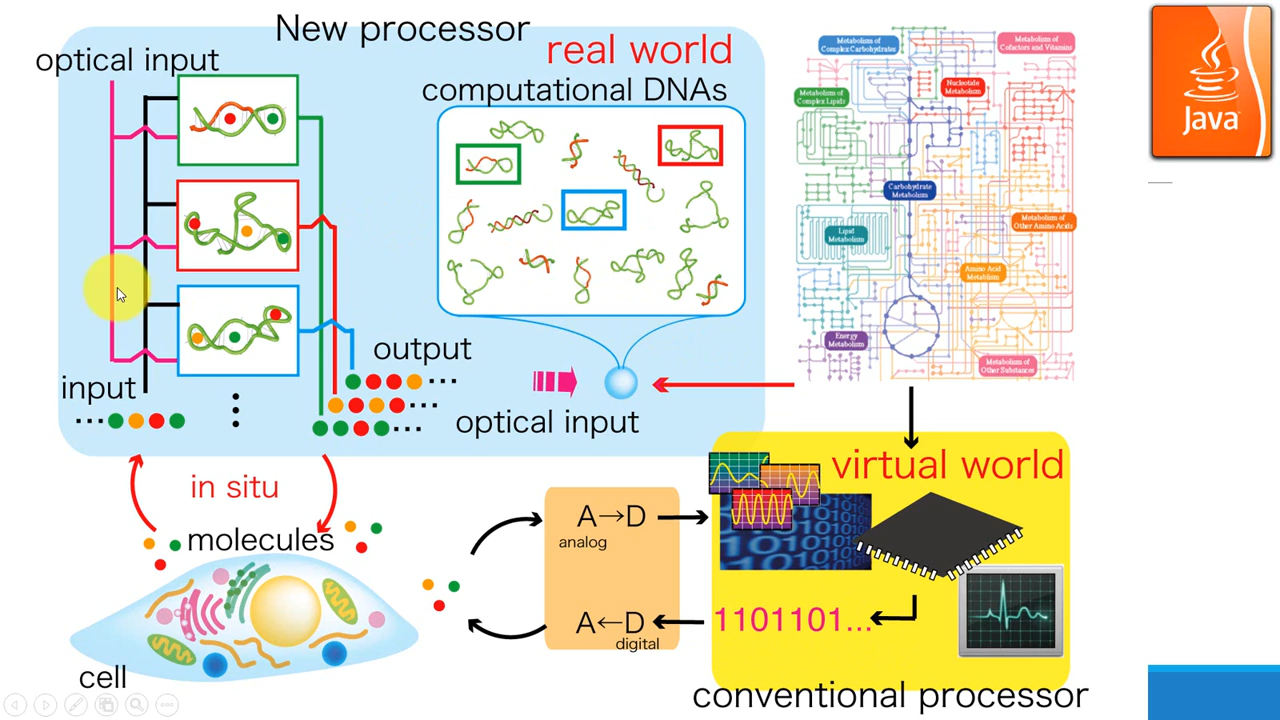 New processor
optical input
real world
computational DNAs
output
input
optical input
in situ
molecules
cell
Metabolism of
Complex Carbohydrates
Metabolism of
Cofactors and Vitamins
Nucleotide
Metabolism
Metabolism of
Complex Lipids
Carbohydrate
Metabolism
Metabolism of
Other Amino Acids
Lipid
Metabolism
Amino Acid
Metablism
Energy
Metabolism
Metabolism of
Other Substances
A→D
analog
A←D
digital
virtual world
1101101...
conventional processor
Java